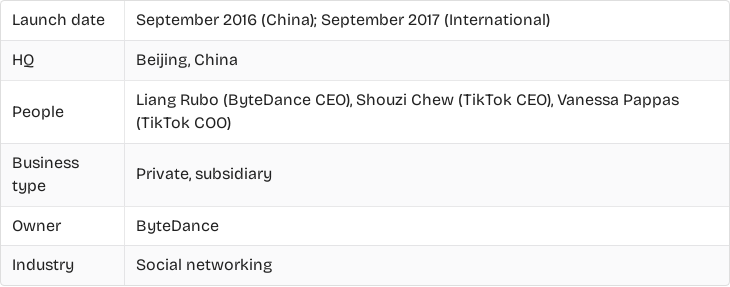 Launch date September 2016 (China); September 2017 (International)
HQ Beijing, China
People Liang Rubo (ByteDance CEO), Shouzi Chew (TikTok CEO), Vanessa Pappas
(TikTok COO)
Business
type Private, subsidiary
Owner ByteDance
Industry Social networking